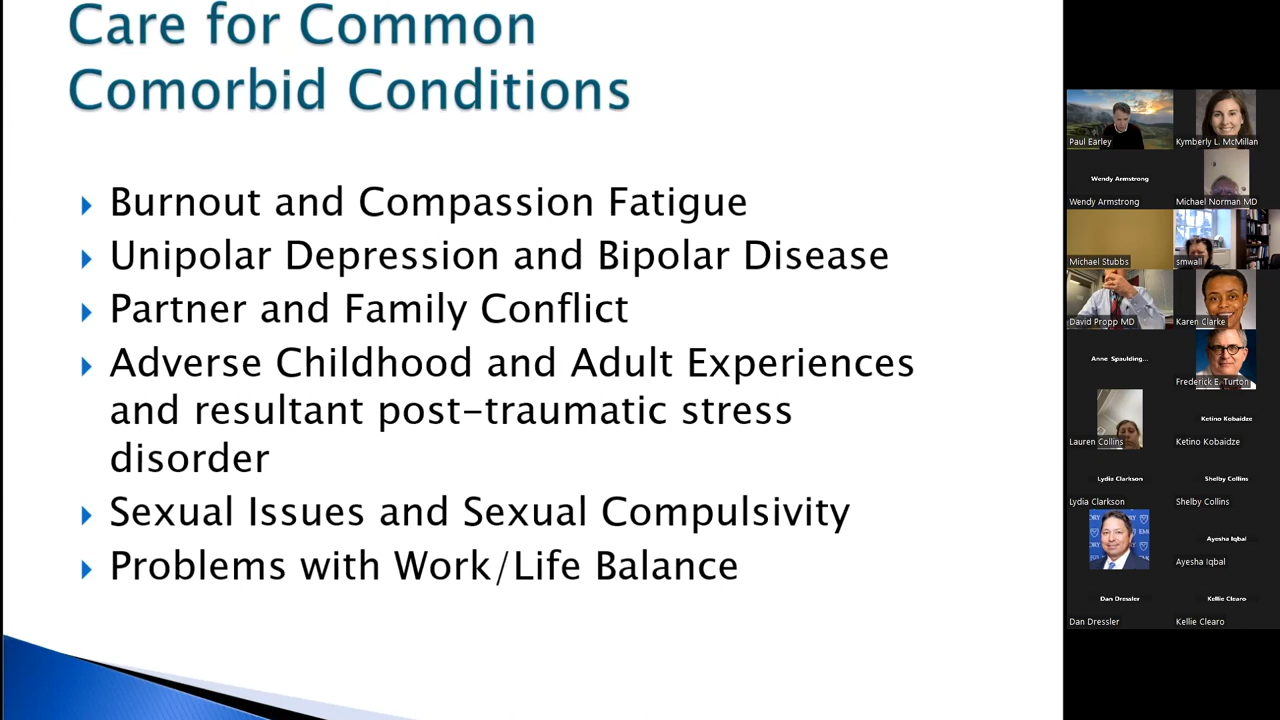 Care for Common
Comorbid Conditions
Burnout and Compassion Fatigue
Unipolar Depression and Bipolar Disease
Partner and Family Conflict
Adverse Childhood and Adult Experiences
and resultant post-traumatic stress
disorder
Sexual Issues and Sexual Compulsivity
Problems with Work/Life Balance
Paul Earley
Kymberly L. McMillan
Wendy Armstrong
Wendy Armstrong
Michael Norman MD
Michael Stubbs
smwall
David Propp MD
Karen Clarke
Anne Spaulding...
Frederick E. Turton
Lauren Collins
Ketino Kobaidze
Ketino Kobaidze
Lydia Clarkson
Lydia Clarkson
Shelby Collins
Shelby Collins
Ayesha Iqbal
Ayesha Iqbal
Dan Dressler
Dan Dressler
Kellie Clearo
Kellie Clearo